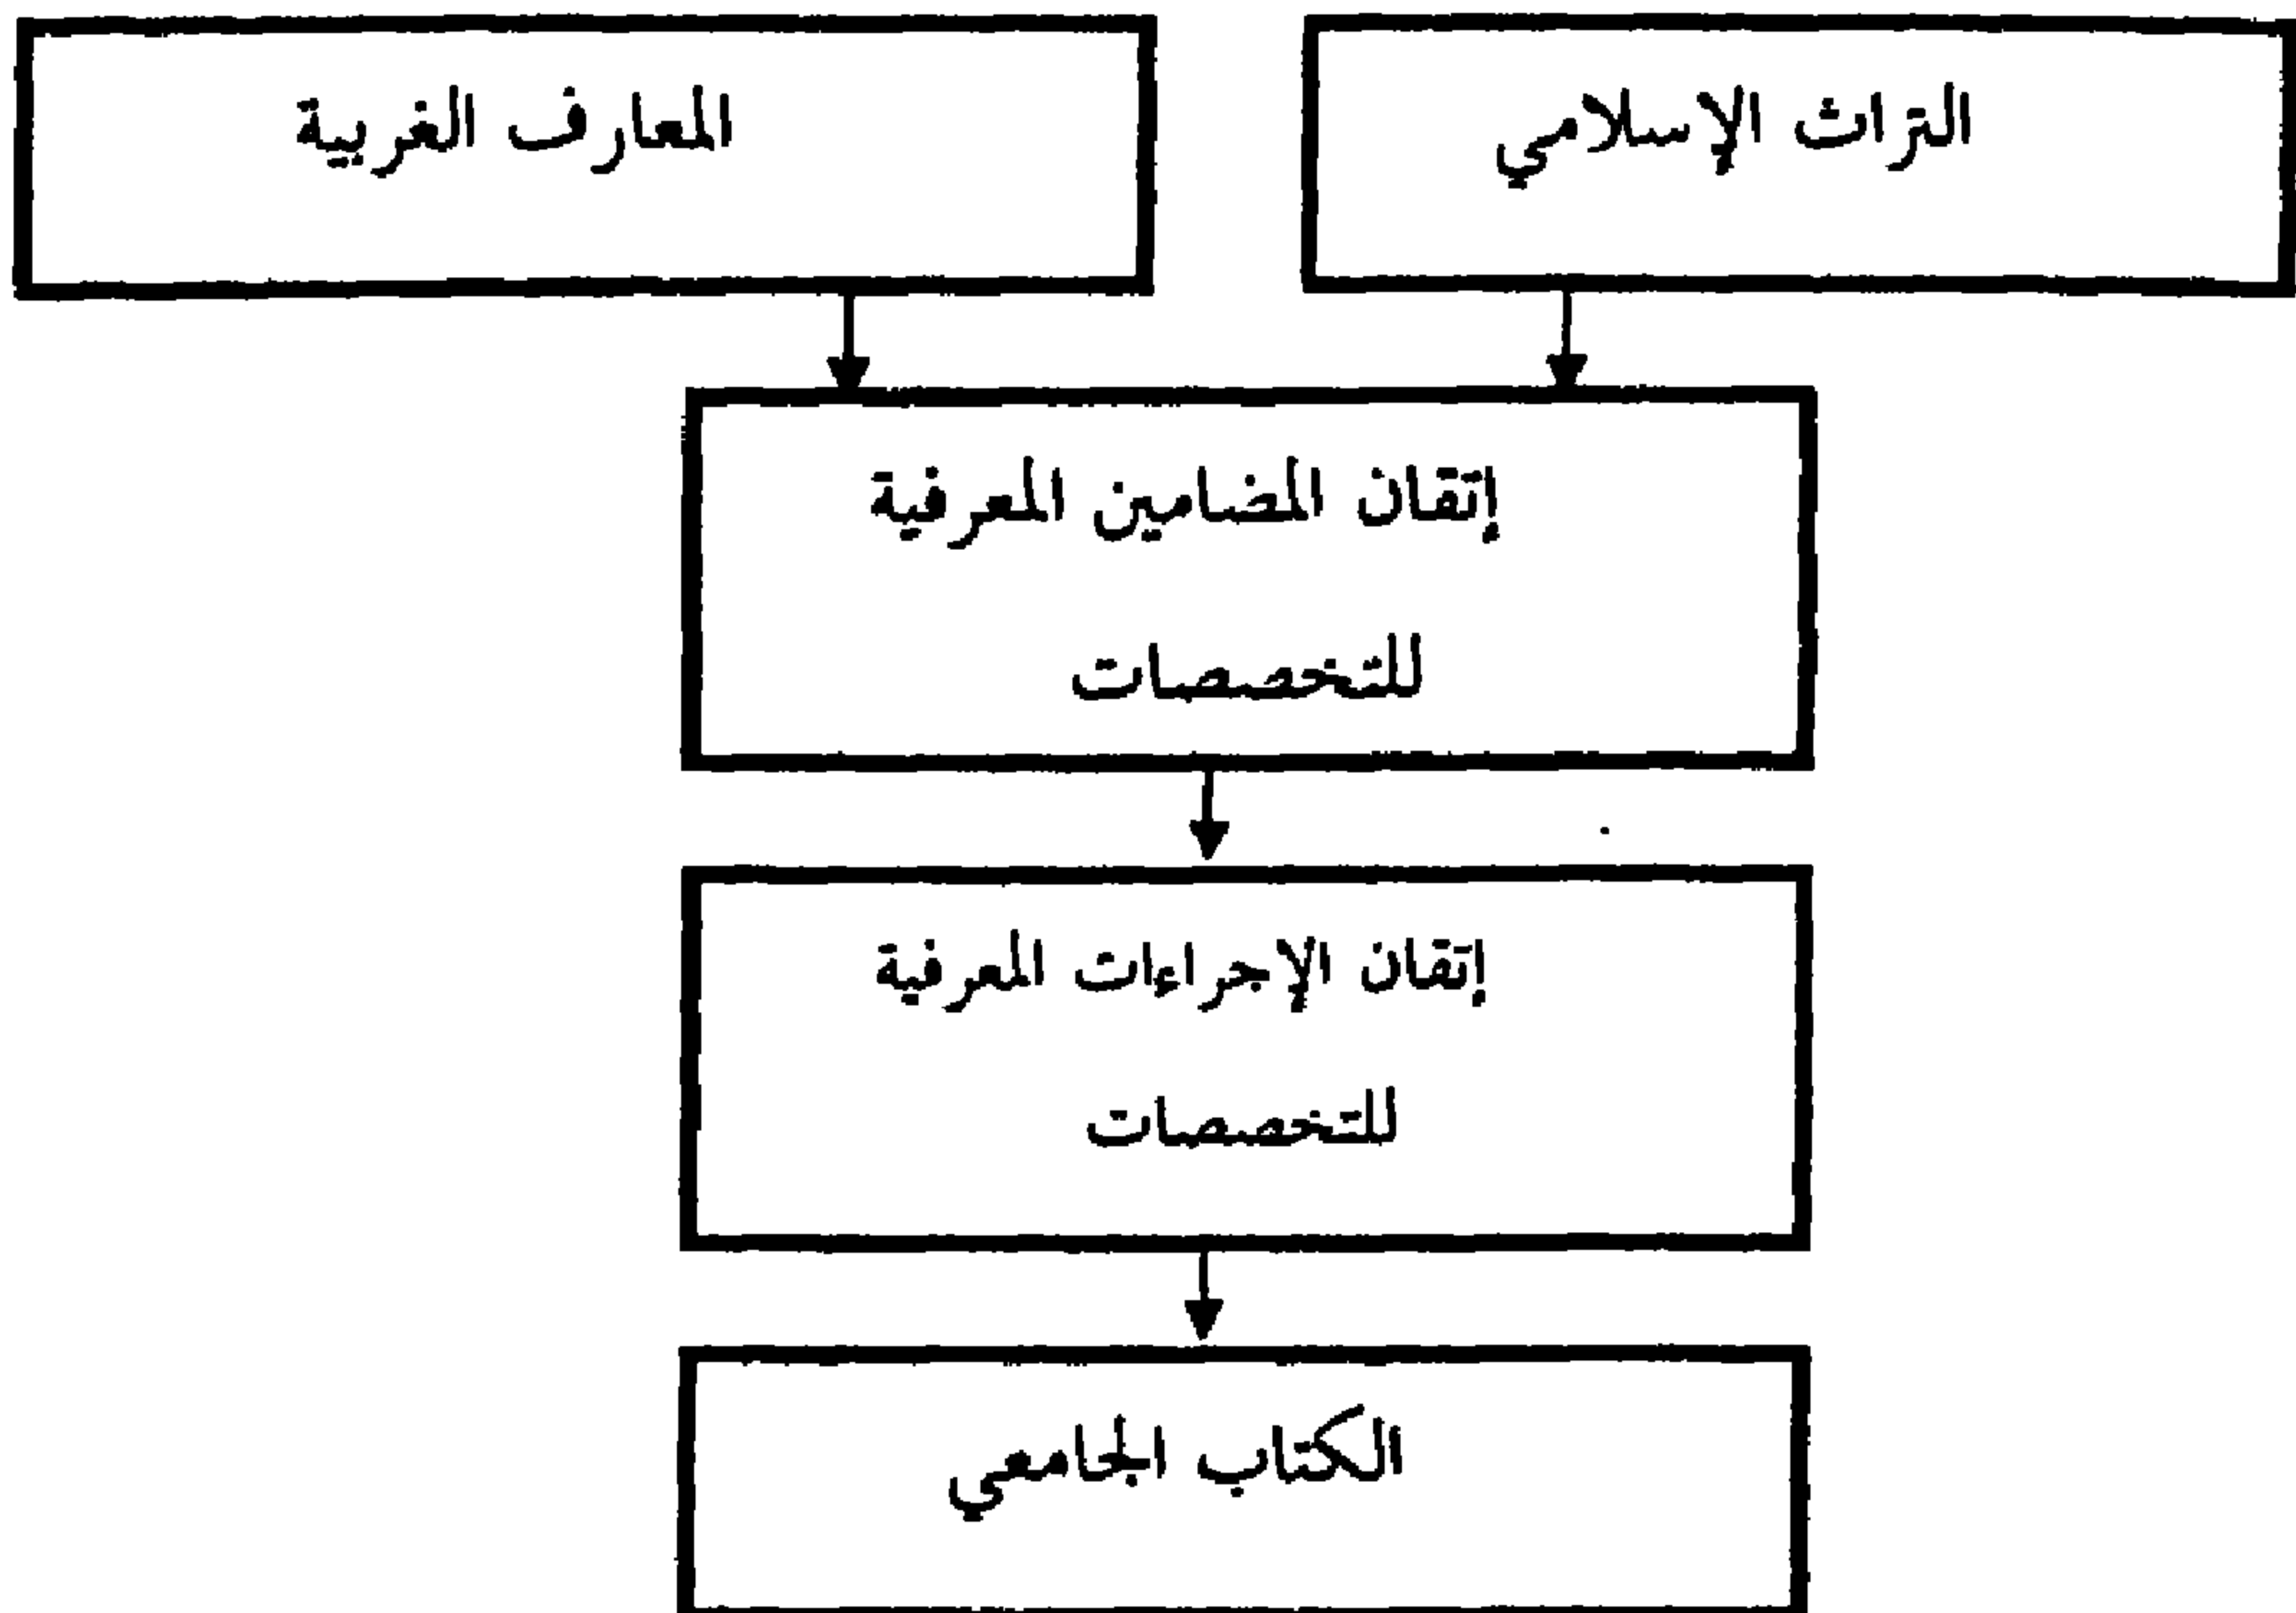 التراث الإسلامي
المعارف الغربية
إتقان المضامين المعرفية
للتخصصات
إتقان الإجراءات المعرفية
للتخصصات
الكتاب الجامعي